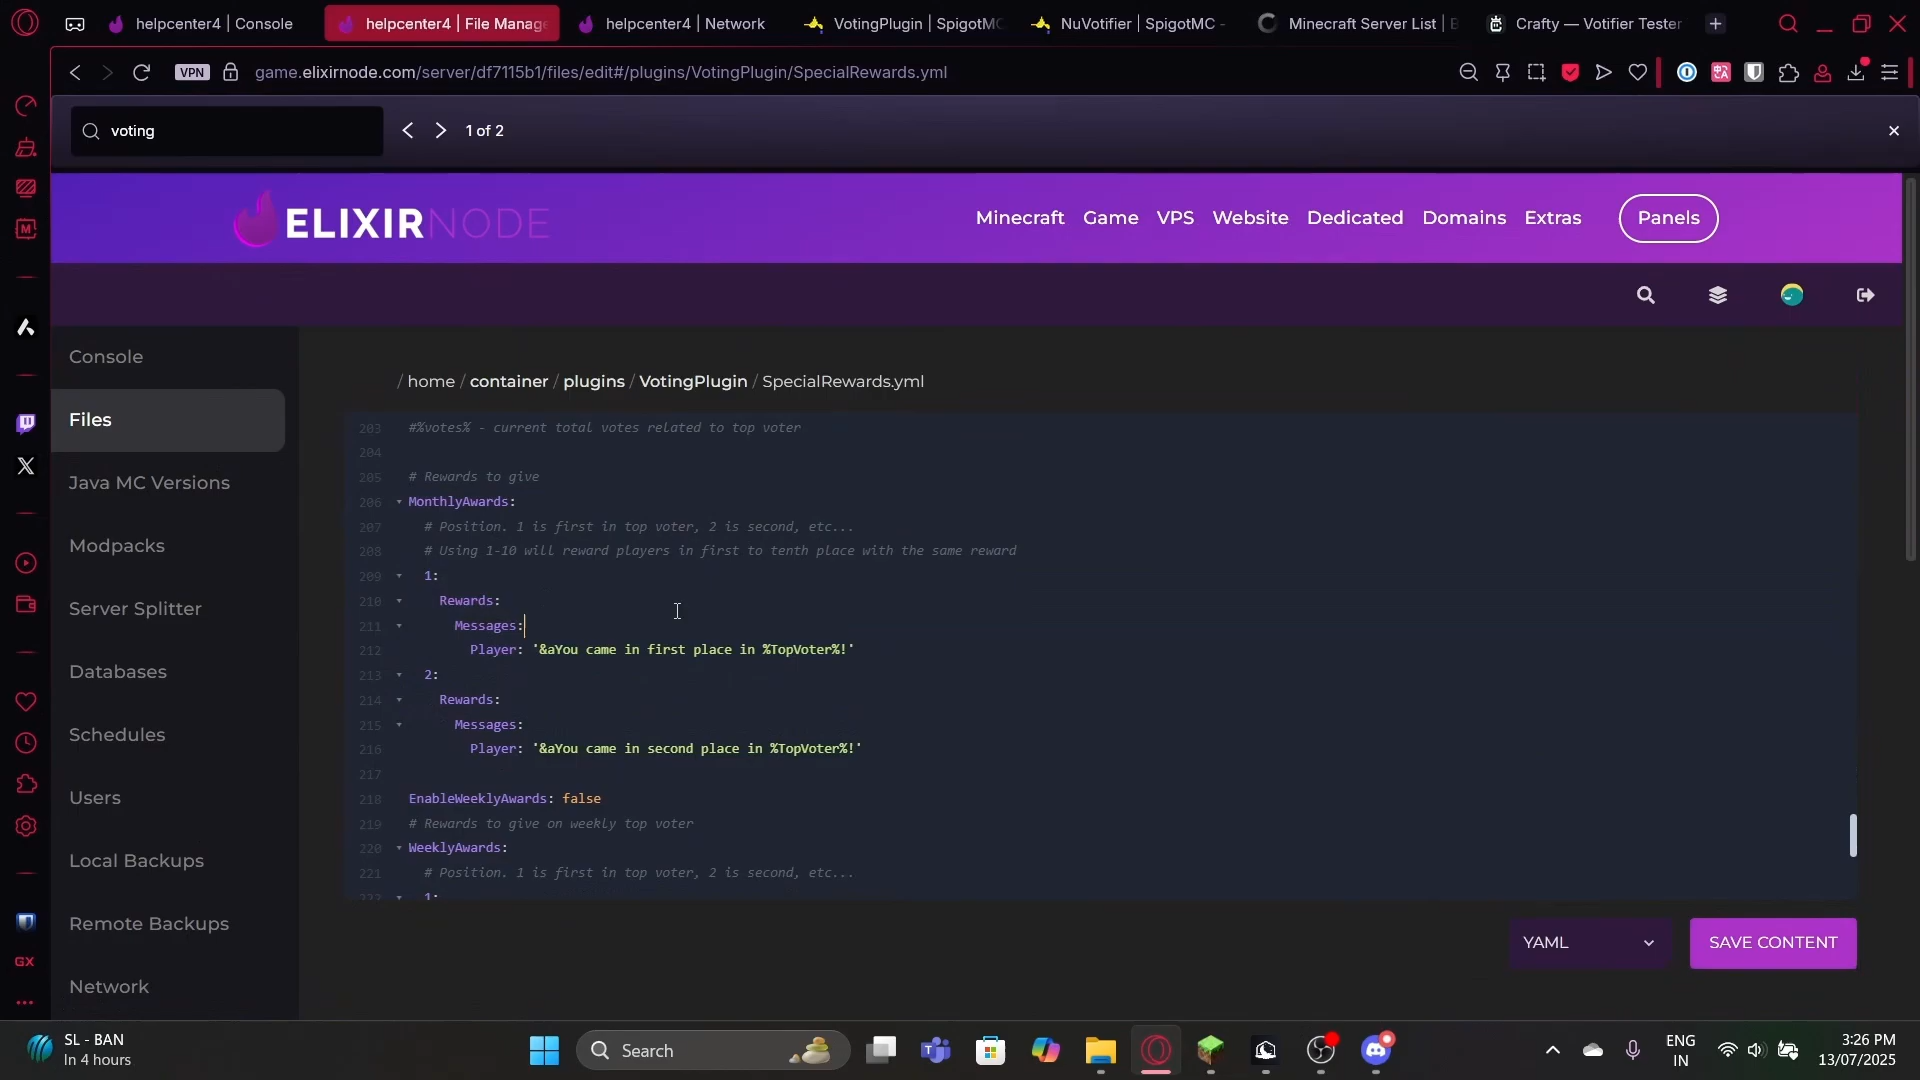 helpcenter4 | Console
helpcenter4 | File Manage
helpcenter4 | Network
VotingPlugin | SpigotMC
NuVotifier | SpigotMC -
Minecraft Server List | B
Crafty — Votifier Tester
VPN
game.elixirnode.com/server/df7115b1/files/edit#/plugins/VotingPlugin/SpecialRewards.yml
voting
1 of 2
ELIXIRNODE
Minecraft Game VPS Website Dedicated Domains Extras Panels
Console
Files
Java MC Versions
Modpacks
Server Splitter
Databases
Schedules
Users
Local Backups
Remote Backups
Network
/ home / container / plugins / VotingPlugin / SpecialRewards.yml
203 #%votes% - current total votes related to top voter
204
205 # Rewards to give
206 MonthlyAwards:
207 # Position. 1 is first in top voter, 2 is second, etc...
208 # Using 1-10 will reward players in first to tenth place with the same reward
209 1:
210 Rewards:
211 Messages:
212 Player: '&aYou came in first place in %TopVoter%!'
213 2:
214 Rewards:
215 Messages:
216 Player: '&aYou came in second place in %TopVoter%!'
217
218 EnableWeeklyAwards: false
219 # Rewards to give on weekly top voter
220 WeeklyAwards:
221 # Position. 1 is first in top voter, 2 is second, etc...
222 1:
YAML
SAVE CONTENT
GX
SL - BAN
In 4 hours
Search
ENG
IN
3:26 PM
13/07/2025